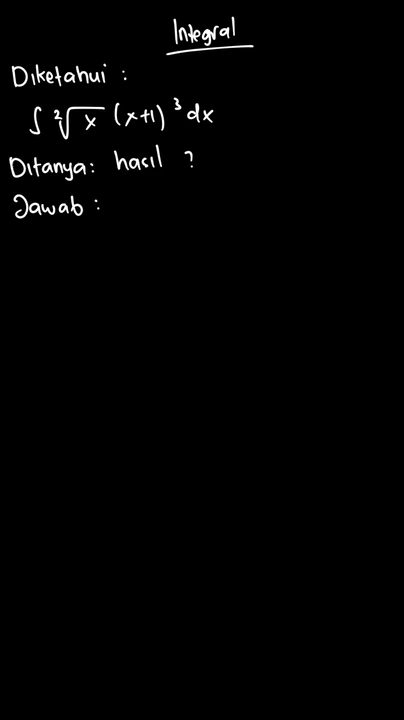 Integral
Diketahui :
∫ ²√x (x+1)³ dx
Ditanya: hasil ?
Jawab :